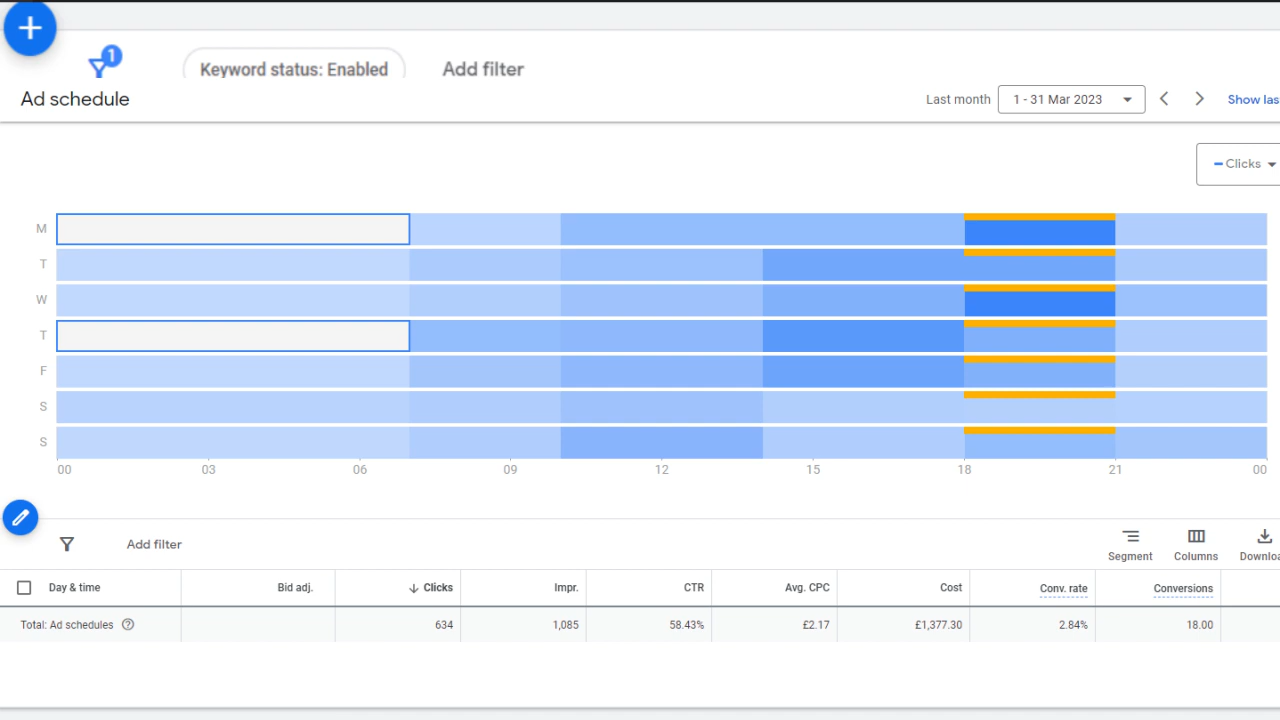 1
Keyword status: Enabled Add filter
Ad schedule
Last month 1 - 31 Mar 2023 Show las
Clicks
M
T
W
T
F
S
S
00 03 06 09 12 15 18 21 00
Add filter
Segment Columns Downloa
Day & time Bid adj. Clicks Impr. CTR Avg. CPC Cost Conv. rate Conversions
Total: Ad schedules 634 1,085 58.43% £2.17 £1,377.30 2.84% 18.00